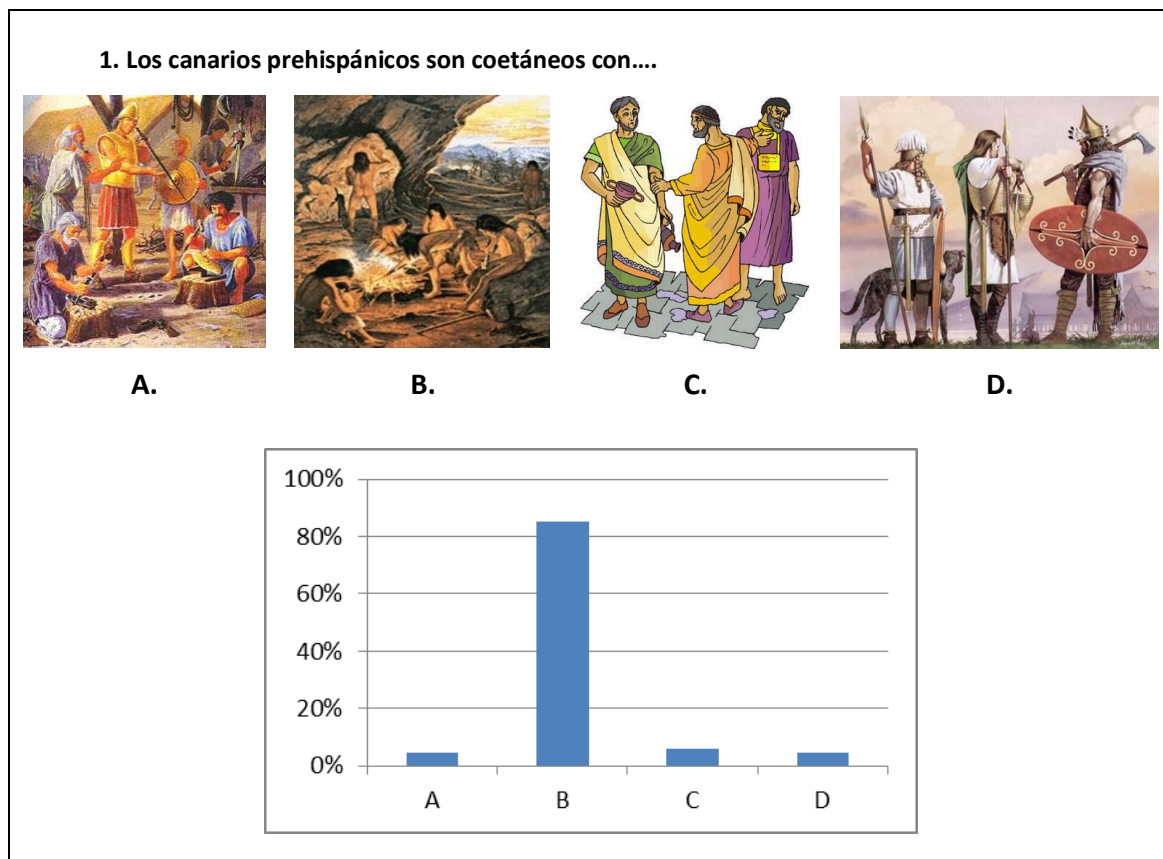 1. Los canarios prehispánicos son coetáneos con….
A. B. C. D.
100%
80%
60%
40%
20%
0%
A B C D